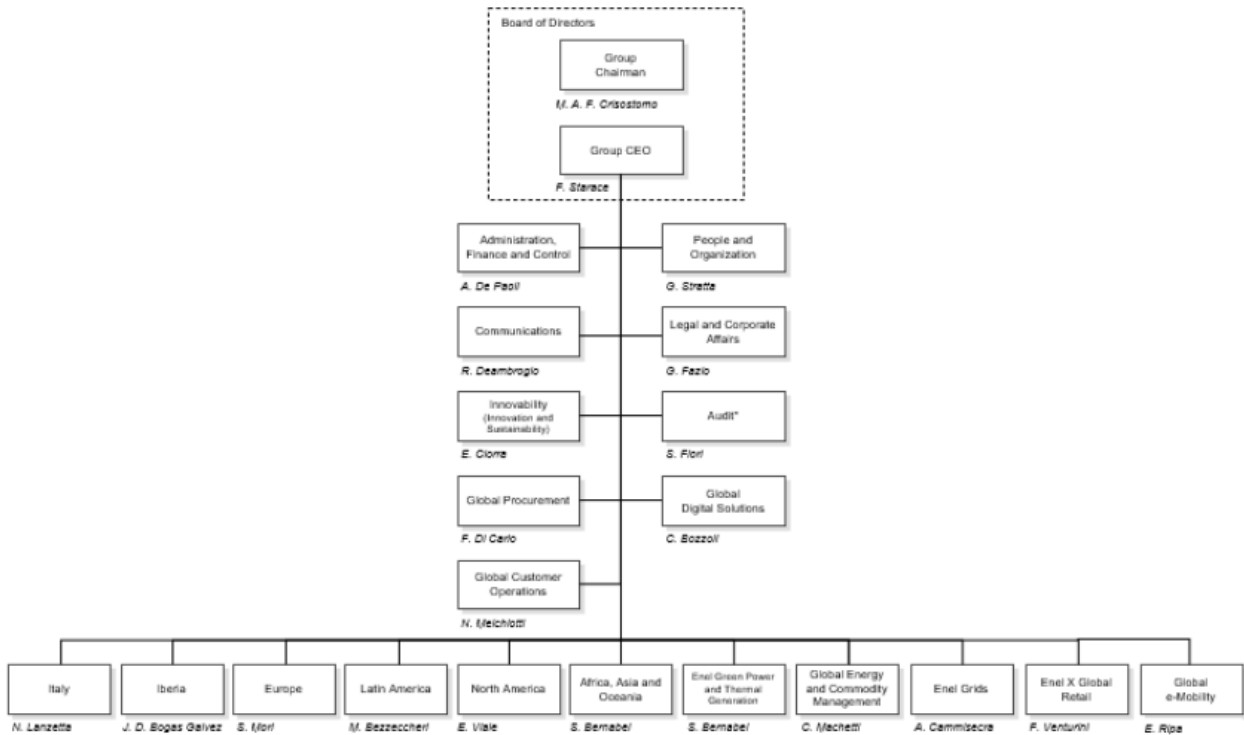 Board of Directors
Group
Chairman
M. A. F. Crisostomo
Group CEO
F. Starace
Administration,
Finance and Control
A. De Paoli
People and
Organization
G. Stratta
Communications
R. Deambrogio
Legal and Corporate
Affairs
G. Fazio
Innovability
(Innovation and
Sustainability)
E. Ciorra
Audit*
S. Fiori
Global Procurement
F. Di Carlo
Global
Digital Solutions
C. Bozzoli
Global Customer
Operations
N. Melchiotti
Italy
N. Lanzetta
Iberia
J. D. Bogas Galvez
Europe
S. Mori
Latin America
M. Bezzeccheri
North America
E. Viale
Africa, Asia and
Oceania
S. Bernabei
Enel Green Power
and Thermal
Generation
S. Bernabei
Global Energy
and Commodity
Management
C. Machetti
Enel Grids
A. Cammisecra
Enel X Global
Retail
F. Venturini
Global
e-Mobility
E. Ripa